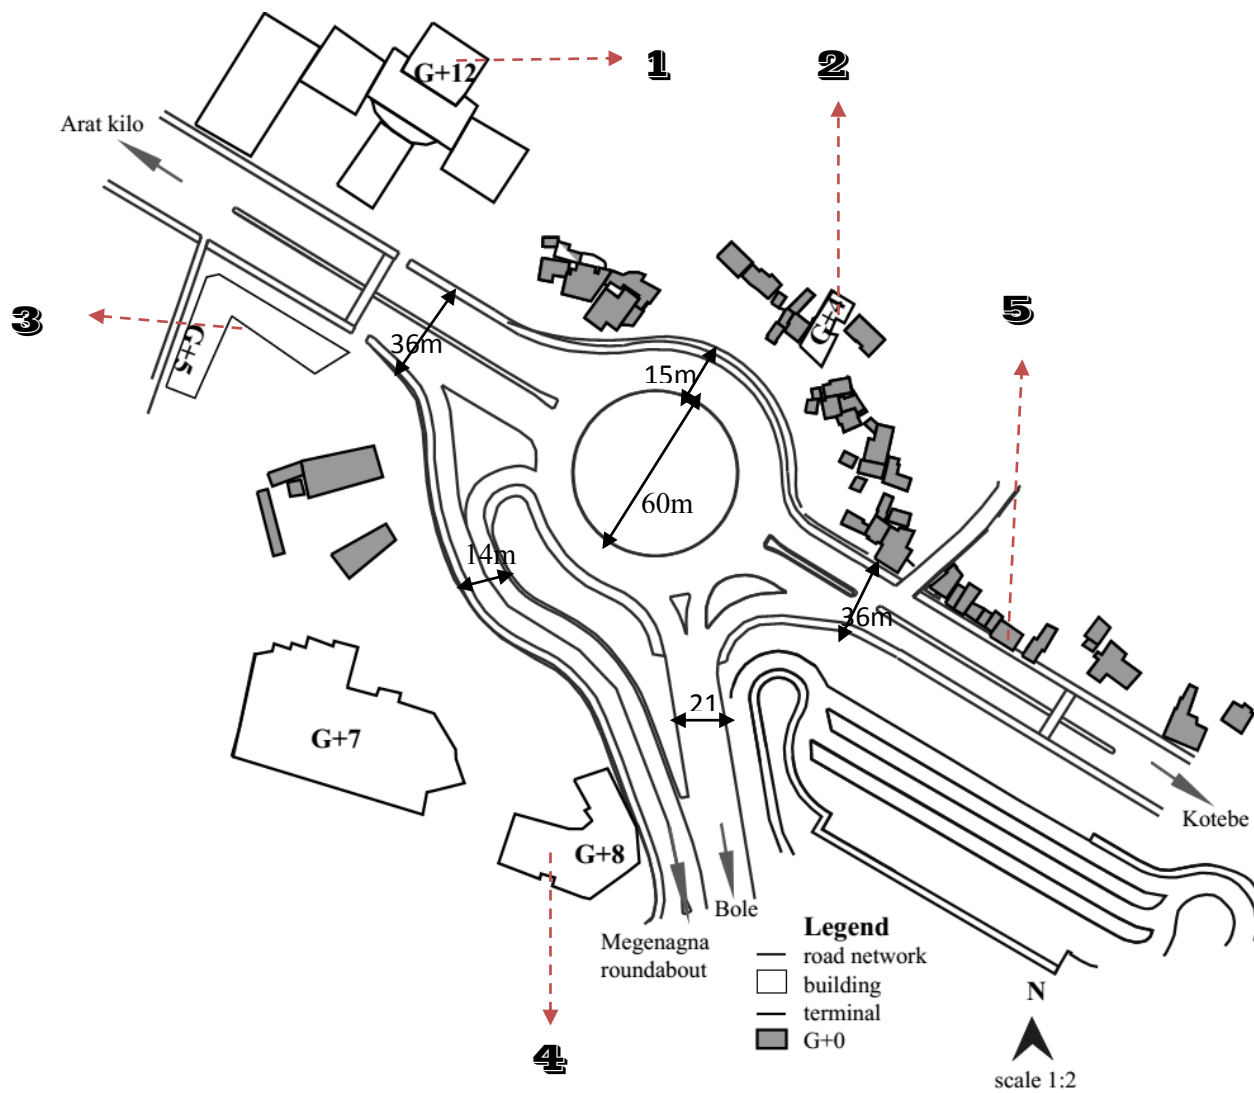 1
2
G+12
Arat kilo
G+4
5
3
36m
G+5
15m
60m
14m
36m
21
G+7
G+8
Kotebe
Bole
Megenagna
roundabout
Legend
road network
building
terminal
G+0
N
scale 1:2
4